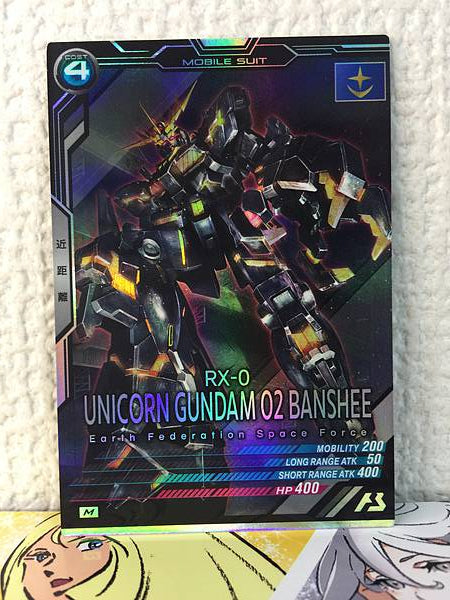 COST
4
MOBILE SUIT
近距離
RX-0
UNICORN GUNDAM 02 BANSHEE
Earth Federation Space Force
MOBILITY 200
LONG RANGE ATK 50
SHORT RANGE ATK 400
HP 400
M